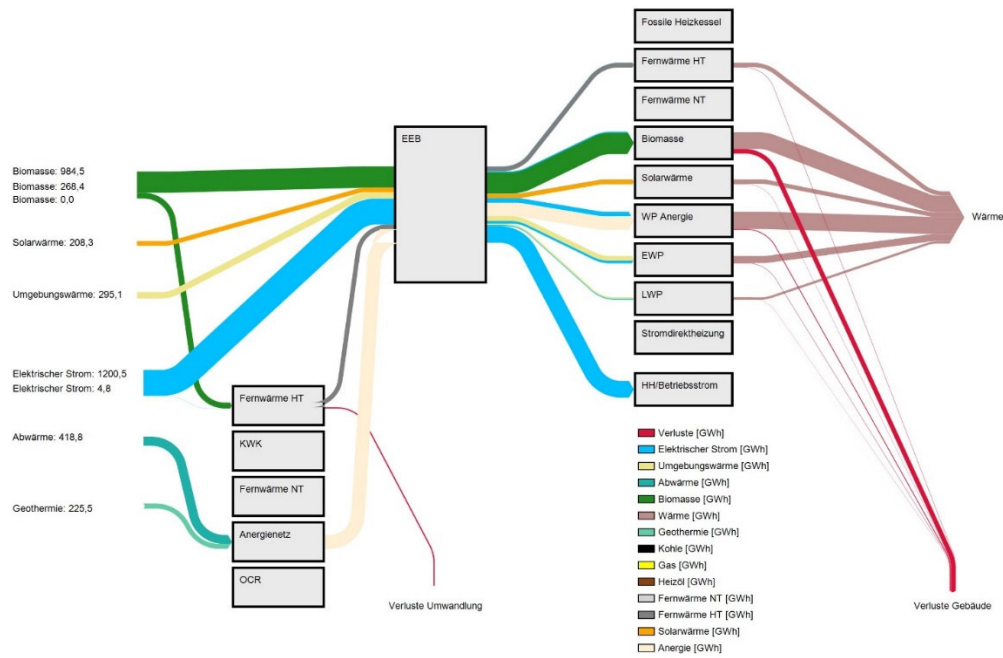 Biomasse: 984,5
Biomasse: 268,4
Biomasse: 0,0
Solarwärme: 208,3
Umgebungswärme: 295,1
Elektrischer Strom: 1200,5
Elektrischer Strom: 4,8
Abwärme: 418,8
Geothermie: 225,5
Fernwärme HT
KWK
Fernwärme NT
Anergienetz
OCR
Verluste Umwandlung
EEB
Fossile Heizkessel
Fernwärme HT
Fernwärme NT
Biomasse
Solarwärme
WP Anergie
EWP
LWP
Stromdirektheizung
HH/Betriebsstrom
Verluste [GWh]
Elektrischer Strom [GWh]
Umgebungswärme [GWh]
Abwärme [GWh]
Biomasse [GWh]
Wärme [GWh]
Geothermie [GWh]
Kohle [GWh]
Gas [GWh]
Heizöl [GWh]
Fernwärme NT [GWh]
Fernwärme HT [GWh]
Solarwärme [GWh]
Anergie [GWh]
Wärme
Verluste Gebäude